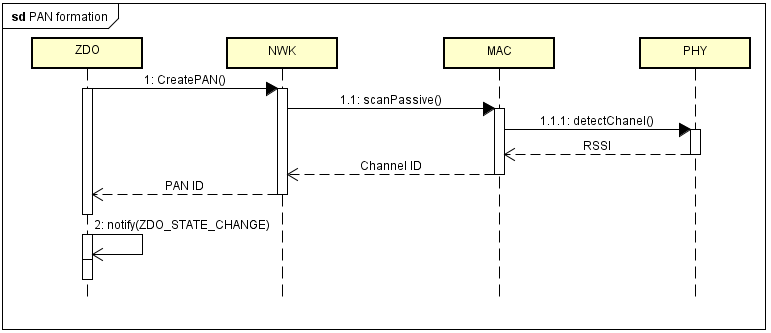 sd PAN formation
ZDO
NWK
MAC
PHY
1: CreatePAN()
1.1: scanPassive()
1.1.1: detectChanel()
RSSI
Channel ID
PAN ID
2: notify(ZDO_STATE_CHANGE)